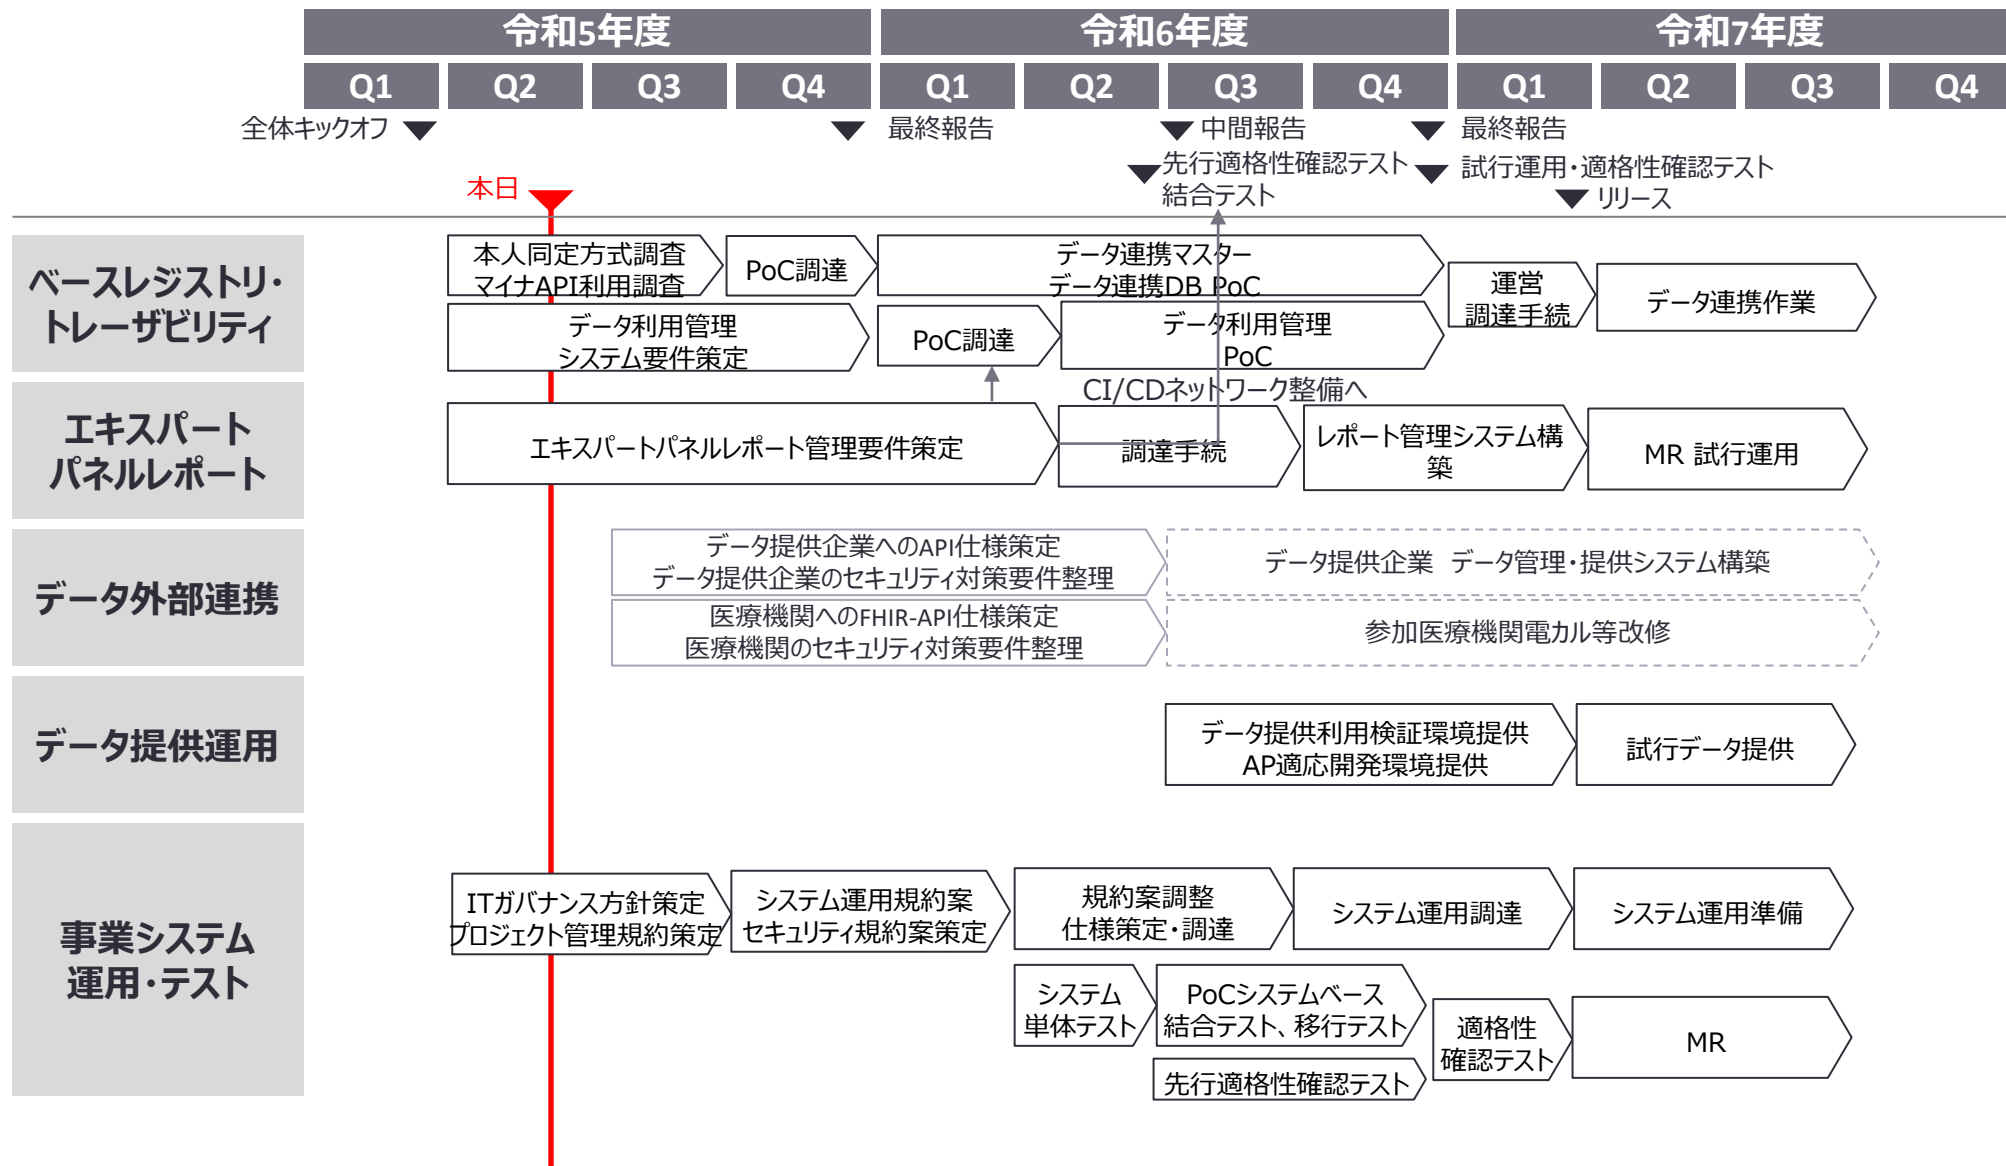 令和5年度
令和6年度
令和7年度
Q1
Q2
Q3
Q4
Q1
Q2
Q3
Q4
Q1
Q2
Q3
Q4
全体キックオフ
最終報告
中間報告
最終報告
先行適格性確認テスト
結合テスト
試行運用・適格性確認テスト
リリース
本日
ベースレジストリ・
トレーザビリティ
本人同定方式調査
マイナAPI利用調査
PoC調達
データ連携マスター
データ連携DB PoC
運営
調達手続
データ連携作業
データ利用管理
システム要件策定
PoC調達
データ利用管理
PoC
CI/CDネットワーク整備へ
エキスパート
パネルレポート
エキスパートパネルレポート管理要件策定
調達手続
レポート管理システム構
築
MR 試行運用
データ外部連携
データ提供企業へのAPI仕様策定
データ提供企業のセキュリティ対策要件整理
データ提供企業　データ管理・提供システム構築
医療機関へのFHIR-API仕様策定
医療機関のセキュリティ対策要件整理
参加医療機関電カル等改修
データ提供運用
データ提供利用検証環境提供
AP適応開発環境提供
試行データ提供
事業システム
運用・テスト
ITガバナンス方針策定
プロジェクト管理規約策定
システム運用規約案
セキュリティ規約案策定
規約案調整
仕様策定・調達
システム運用調達
システム運用準備
システム
単体テスト
PoCシステムベース
結合テスト、移行テスト
適格性
確認テスト
MR
先行適格性確認テスト